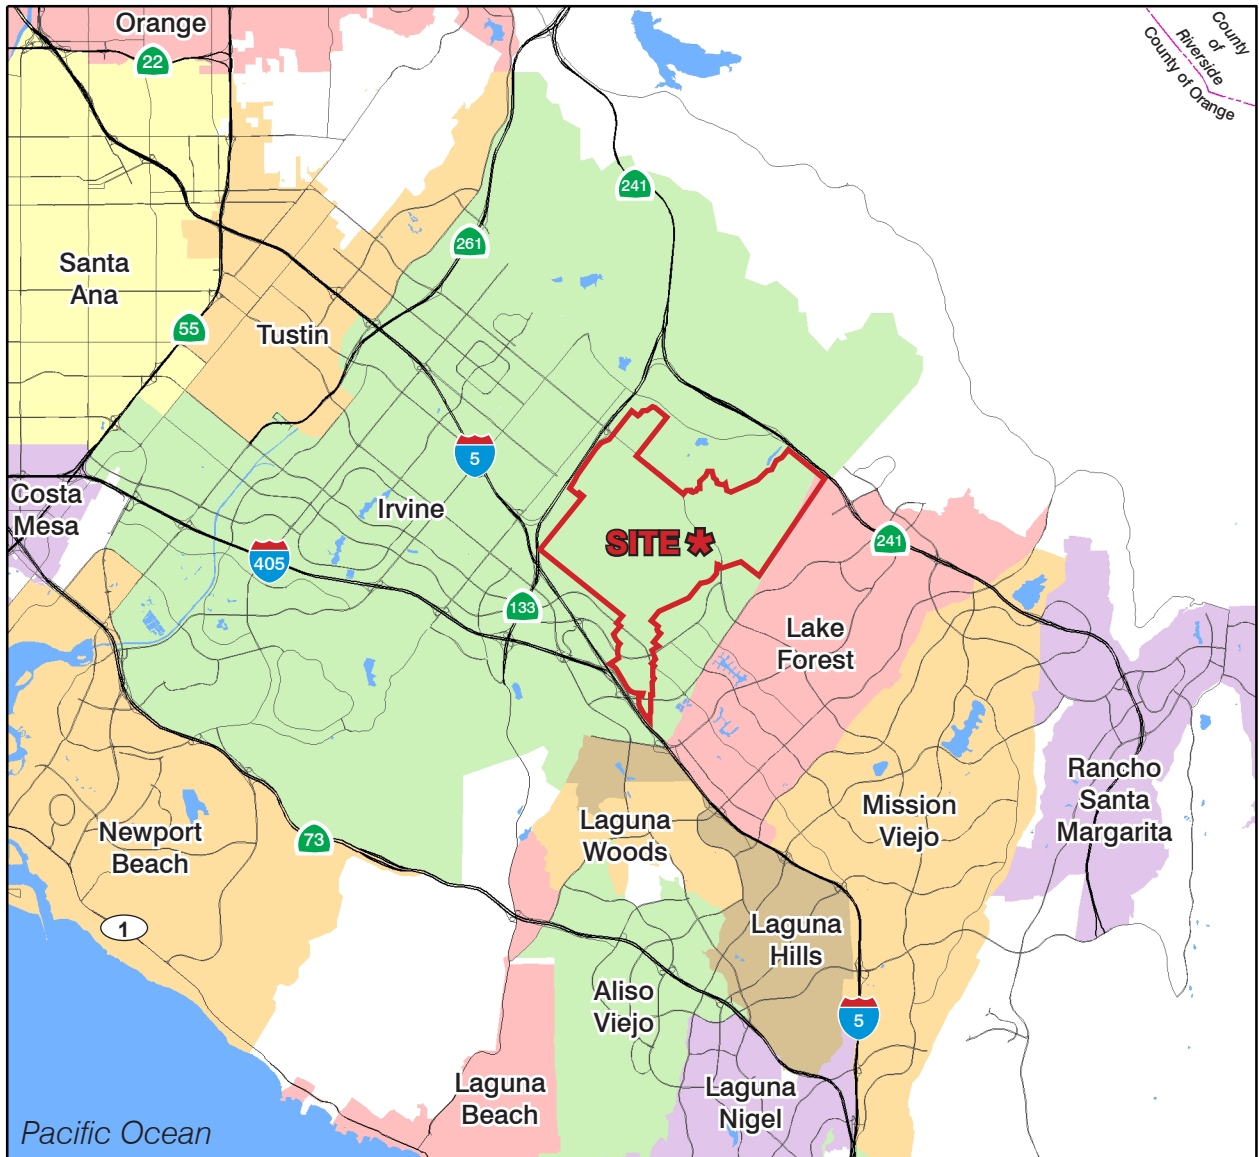 Orange
22
County
of
Riverside
County of Orange
241
261
Santa
Ana
55
Tustin
5
Costa
Mesa
Irvine
405
SITE *
241
133
Lake
Forest
Rancho
Santa
Margarita
Mission
Viejo
Newport
Beach
73
Laguna
Woods
1
Laguna
Hills
Aliso
Viejo
5
Laguna
Beach
Laguna
Nigel
Pacific Ocean